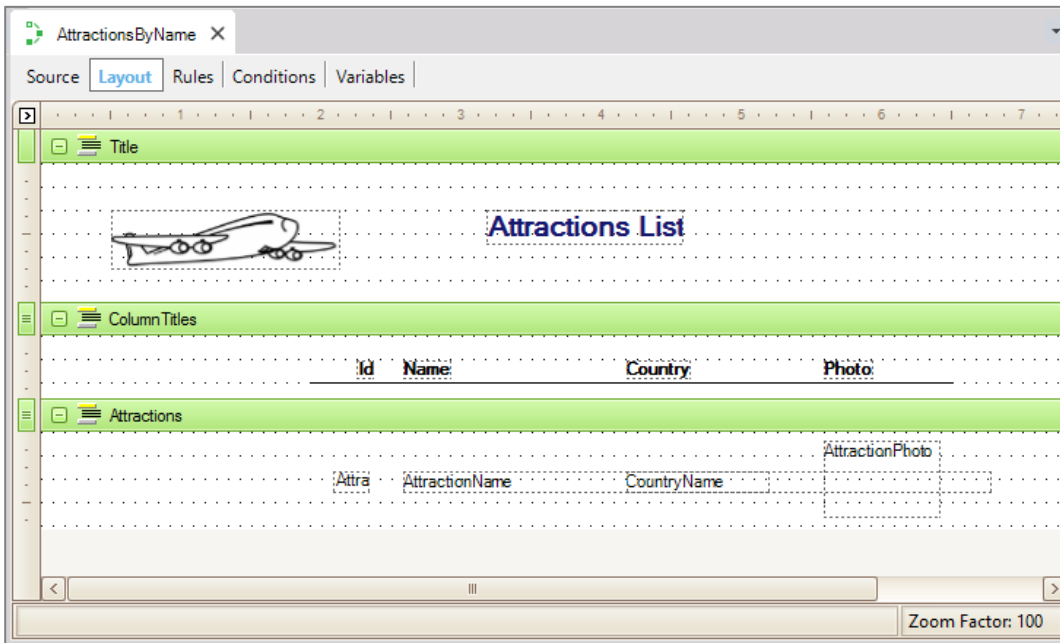 AttractionsByName
Source Layout Rules Conditions Variables
1 2 3 4 5 6 7
Title
Attractions List
ColumnTitles
Id Name Country Photo
Attractions
AttractionPhoto
Attra AttractionName CountryName
Zoom Factor: 100